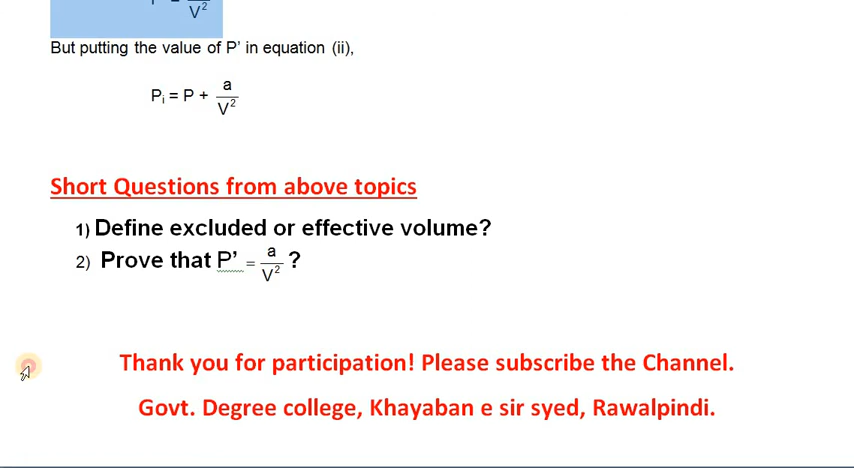 V²
But putting the value of P' in equation (ii),
Pᵢ = P + a/V²
Short Questions from above topics
1) Define excluded or effective volume?
2) Prove that P' = a/V² ?
Thank you for participation! Please subscribe the Channel.
Govt. Degree college, Khayaban e sir syed, Rawalpindi.